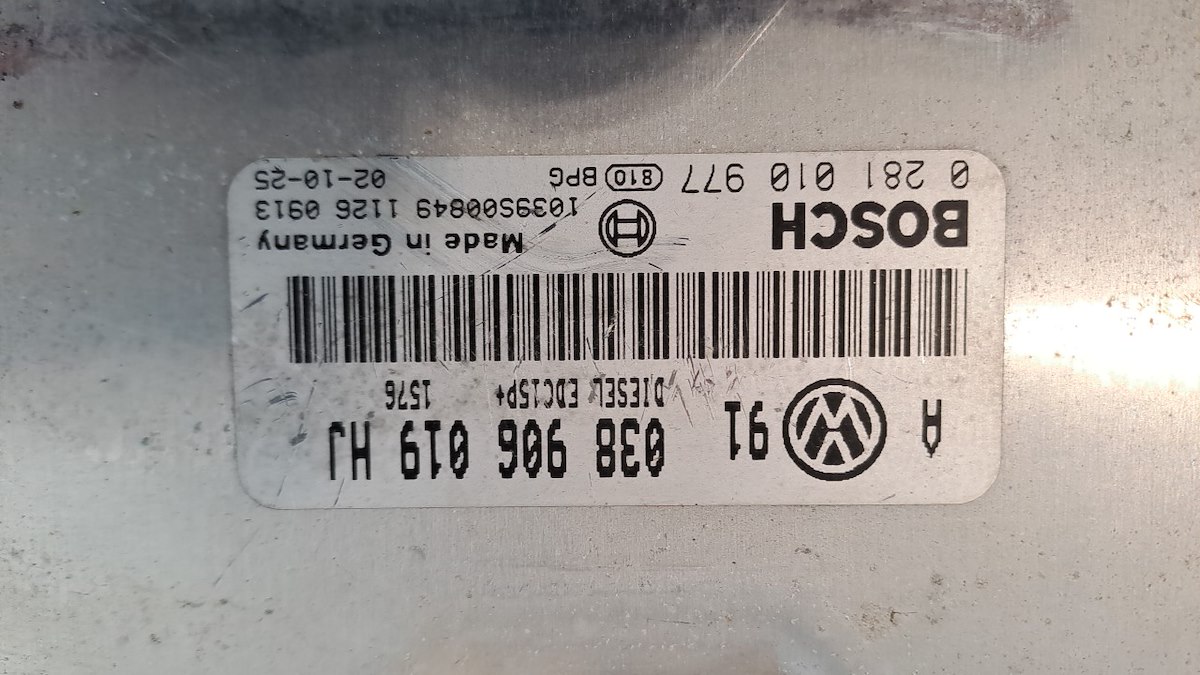 A 91 038 906 019 HJ
DIESEL EDC15P+ 1576
BOSCH Made in Germany
1039S00849 1126 0913
0 281 010 977 810 BPG 02-10-25